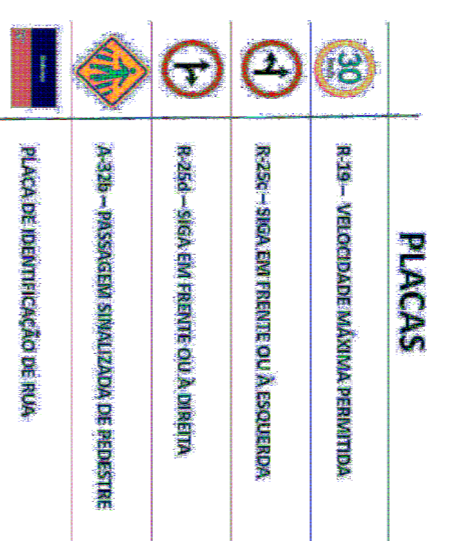 PLACAS
30
R-19 – VELOCIDADE MÁXIMA PERMITIDA
R-25c – SIGA EM FRENTE OU À ESQUERDA
R-25d – SIGA EM FRENTE OU À DIREITA
A-32b – PASSAGEM SINALIZADA DE PEDESTRE
PLACA DE IDENTIFICAÇÃO DE RUA